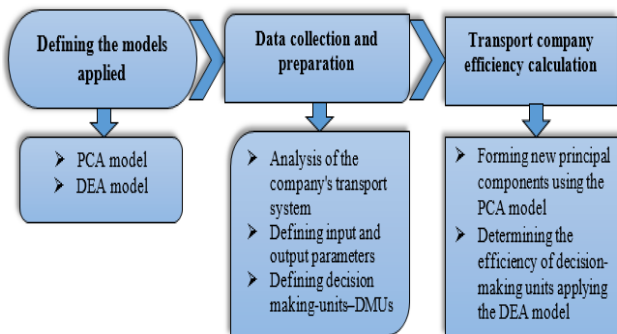 Defining the models
applied
Data collection and
preparation
Transport company
efficiency calculation
➢ PCA model
➢ DEA model
➢ Analysis of the
company's transport
system
➢ Defining input and
output parameters
➢ Defining decision
making-units–DMUs
➢ Forming new principal
components using the
PCA model
➢ Determining the
efficiency of decision-
making units applying
the DEA model